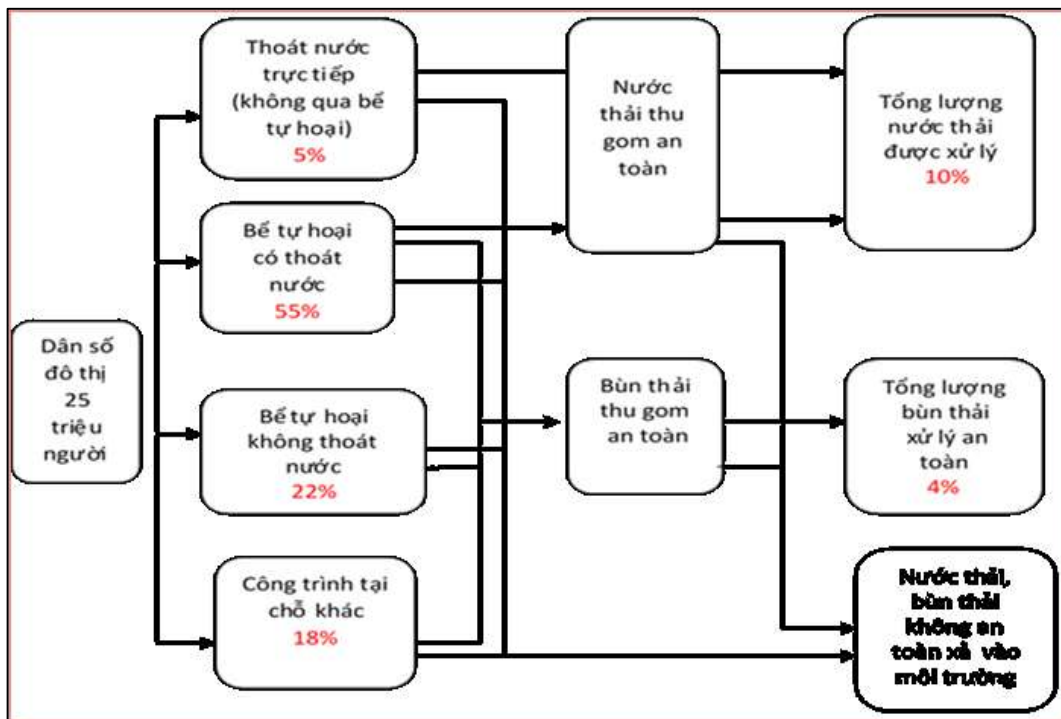 Dân số
đô thị
25
triệu
người
Thoát nước
trực tiếp
(không qua bể
tự hoại)
5%
Bể tự hoại
có thoát
nước
55%
Bể tự hoại
không thoát
nước
22%
Công trình tại
chỗ khác
18%
Nước
thải thu
gom an
toàn
Bùn thải
thu gom
an toàn
Tổng lượng
nước thải
được xử lý
10%
Tổng lượng
bùn thải
xử lý an
toàn
4%
Nước thải,
bùn thải
không an
toàn xả vào
môi trường